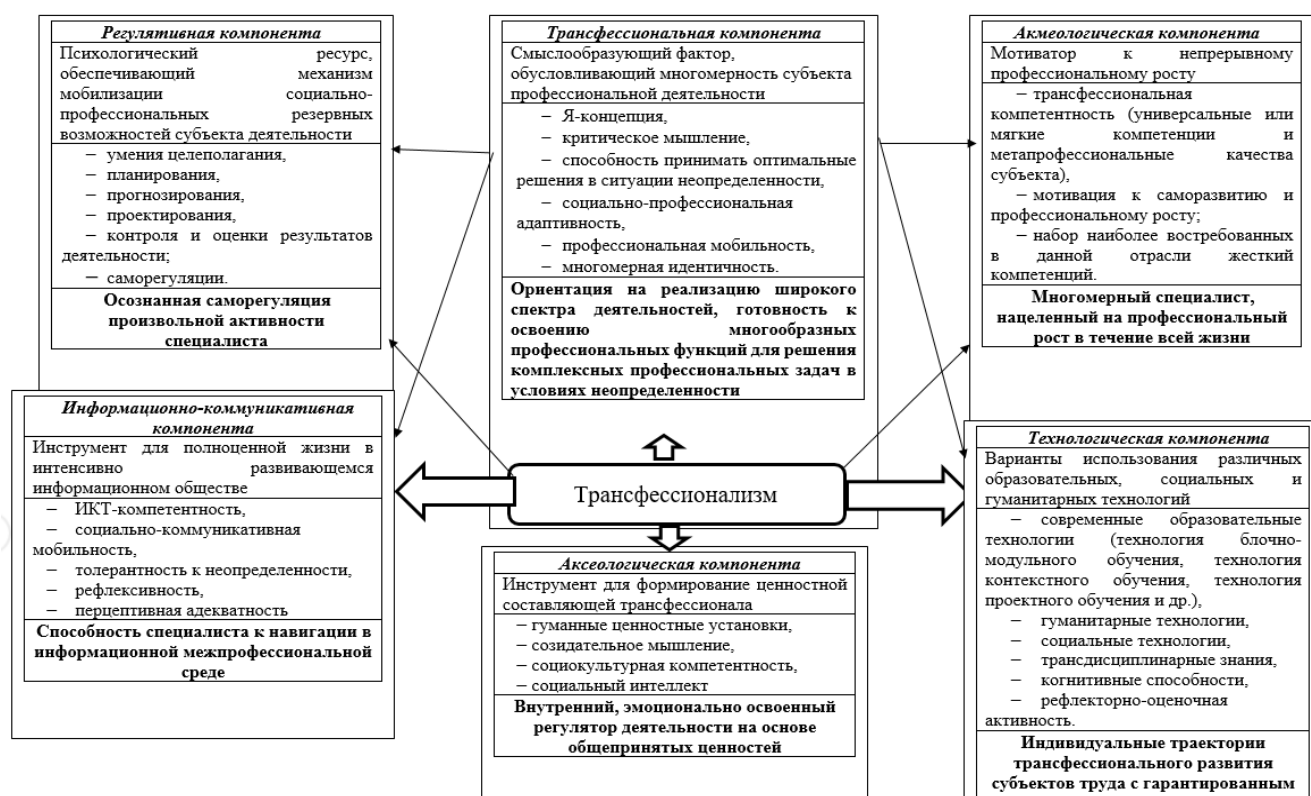 Регулятивная компонента
Психологический ресурс,
обеспечивающий механизм
мобилизации социально-
профессиональных резервных
возможностей субъекта деятельности
– умения целеполагания,
– планирования,
– прогнозирования,
– проектирования,
– контроля и оценки результатов
деятельности;
– саморегуляции.
Осознанная саморегуляция
произвольной активности
специалиста
Трансфессиональная компонента
Смыслообразующий фактор,
обусловливающий многомерность субъекта
профессиональной деятельности
– Я-концепция,
– критическое мышление,
– способность принимать оптимальные
решения в ситуации неопределенности,
– социально-профессиональная
адаптивность,
– профессиональная мобильность,
– многомерная идентичность.
Ориентация на реализацию широкого
спектра деятельностей, готовность к
освоению многообразных
профессиональных функций для решения
комплексных профессиональных задач в
условиях неопределенности
Акмеологическая компонента
Мотиватор к непрерывному
профессиональному росту
– трансфессиональная
компетентность (универсальные или
мягкие компетенции и
метапрофессиональные качества
субъекта),
– мотивация к саморазвитию и
профессиональному росту;
– набор наиболее востребованных
в данной отрасли жесткий
компетенций.
Многомерный специалист,
нацеленный на профессиональный
рост в течение всей жизни
Информационно-коммуникативная
компонента
Инструмент для полноценной жизни в
интенсивно развивающемся
информационном обществе
– ИКТ-компетентность,
– социально-коммуникативная
мобильность,
– толерантность к неопределенности,
– рефлексивность,
– перцептивная адекватность
Способность специалиста к навигации в
информационной межпрофессиональной
среде
Трансфессионализм
Аксеологическая компонента
Инструмент для формирование ценностной
составляющей трансфессионала
– гуманные ценностные установки,
– созидательное мышление,
– социокультурная компетентность,
– социальный интеллект
Внутренний, эмоционально освоенный
регулятор деятельности на основе
общепринятых ценностей
Технологическая компонента
Варианты использования различных
образовательных, социальных и
гуманитарных технологий
– современные образовательные
технологии (технология блочно-
модульного обучения, технология
контекстного обучения, технология
проектного обучения и др.),
– гуманитарные технологии,
– социальные технологии,
– трансдисциплинарные знания,
– когнитивные способности,
– рефлекторно-оценочная
активность.
Индивидуальные траектории
трансфессионального развития
субъектов труда с гарантированным